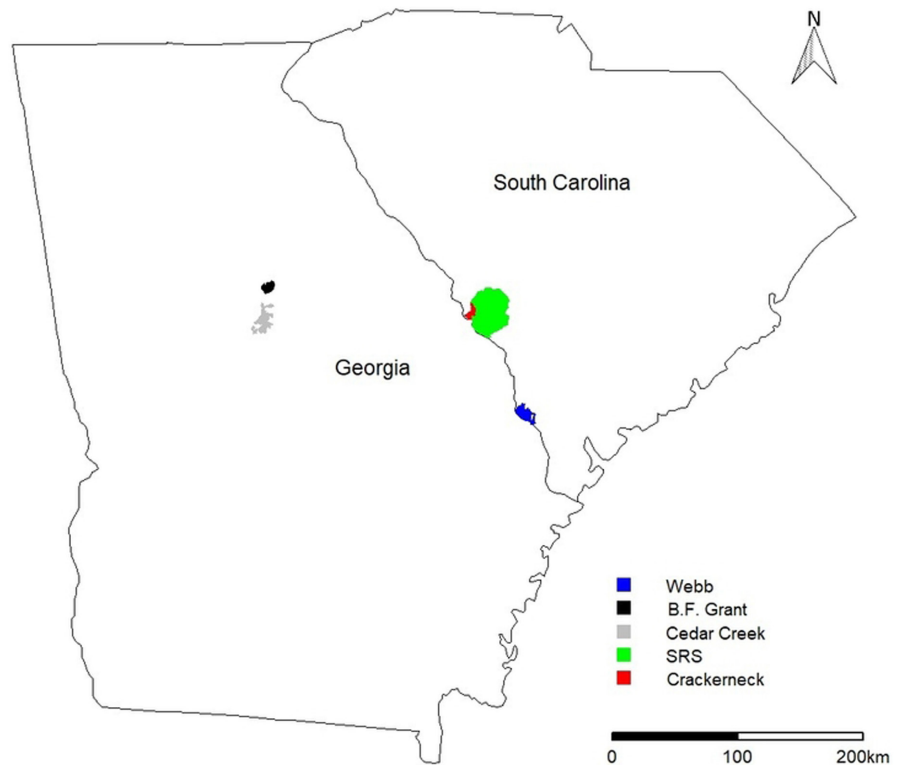 N
South Carolina
Georgia
Webb
B.F. Grant
Cedar Creek
SRS
Crackerneck
0 100 200km